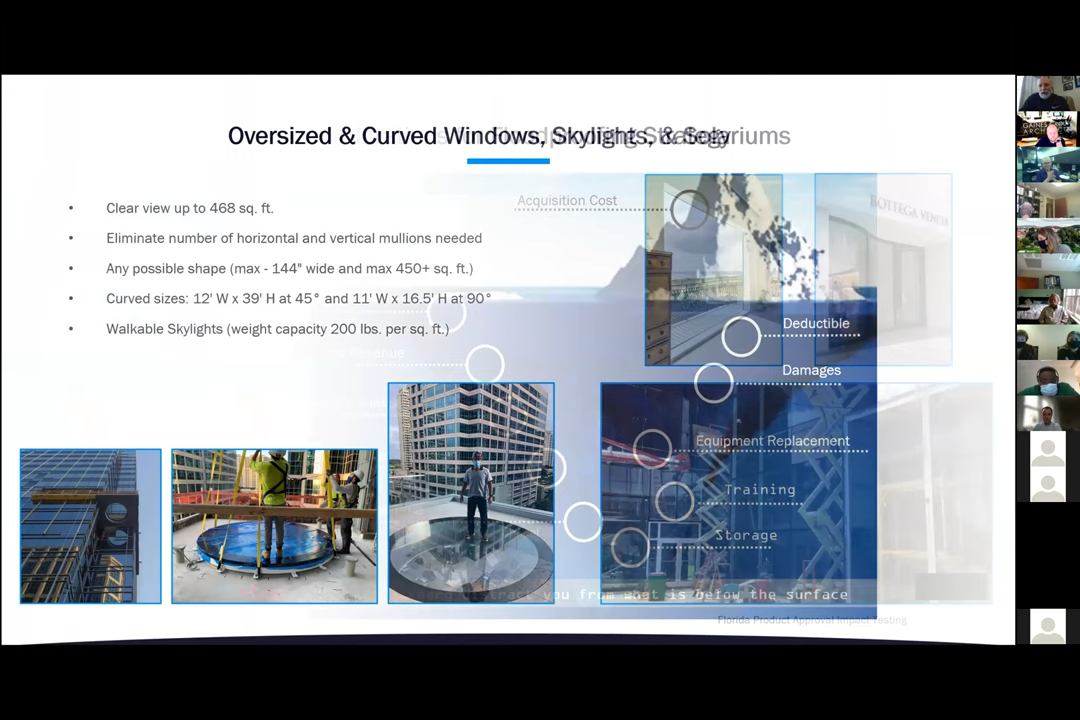 Oversized & Curved Windows, Skylights, & Solariums
Acquisition Cost
• Clear view up to 468 sq. ft.
• Eliminate number of horizontal and vertical mullions needed
• Any possible shape (max - 144" wide and max 450+ sq. ft.)
• Curved sizes: 12' W x 39' H at 45° and 11' W x 16.5' H at 90°
• Walkable Skylights (weight capacity 200 lbs. per sq. ft.)
BOTTEGA VENETA
Deductible
Damages
Equipment Replacement
Training
Storage
you from what is below the surface
Florida Product Approval Impact Testing